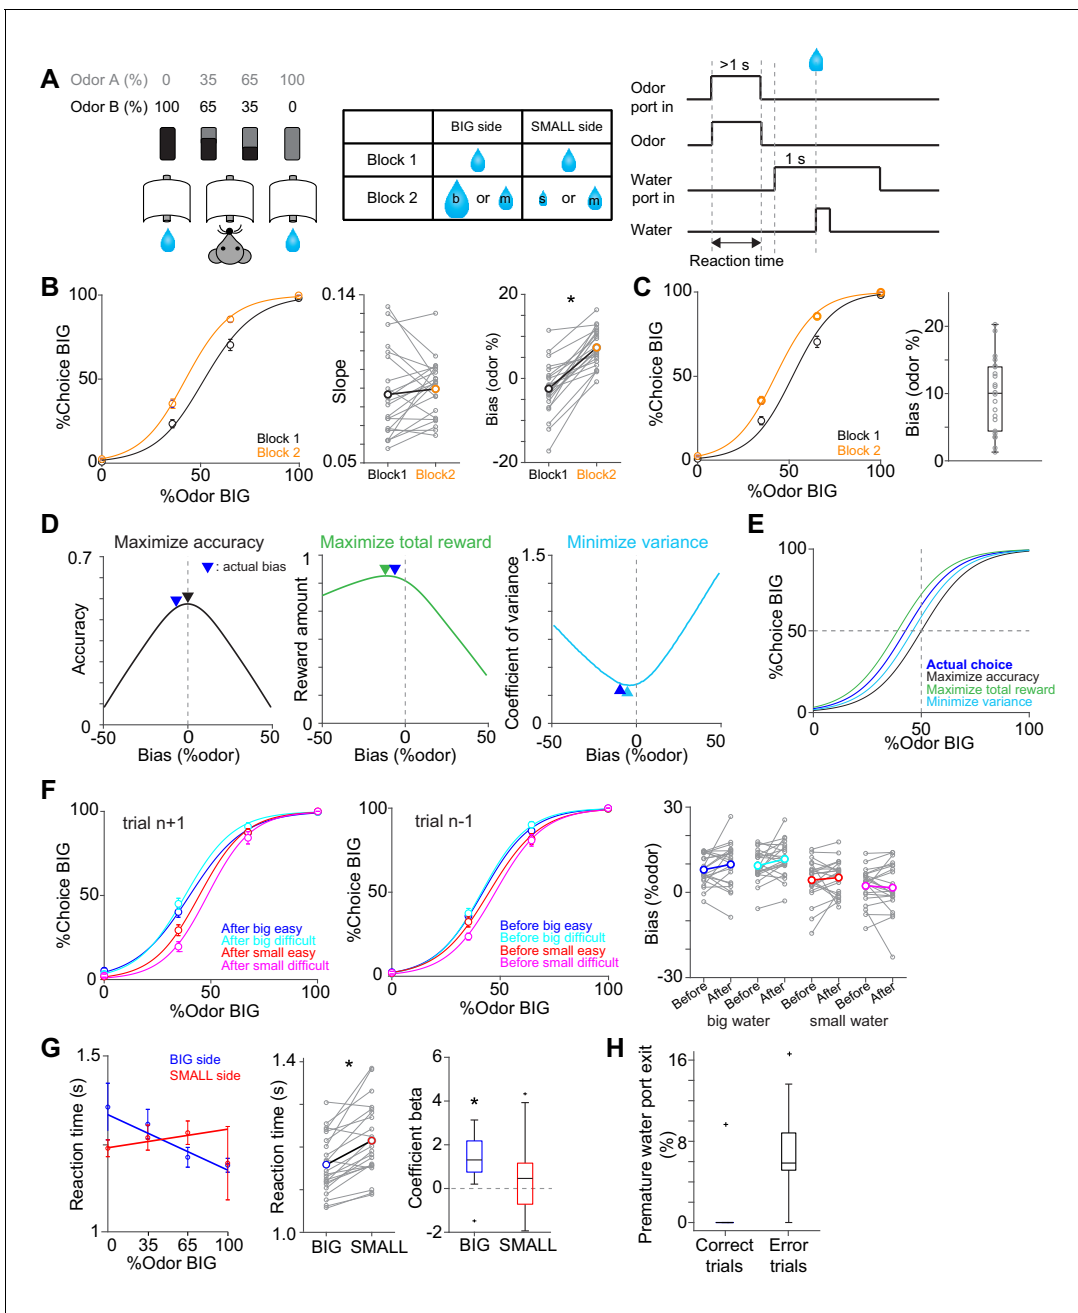 A
Odor A (%) 0 35 65 100
Odor B (%) 100 65 35 0
BIG side SMALL side
Block 1
Block 2 b or m s or m
>1 s
Odor port in
Odor
1 s
Water port in
Water
Reaction time
B
%Choice BIG
100
50
0
0 50 100
%Odor BIG
Block 1
Block 2
Slope
0.14
0.05
Block1 Block2
Bias (odor %)
20
0
-20
*
Block1 Block2
C
%Choice BIG
100
50
0
0 50 100
%Odor BIG
Block 1
Block 2
Bias (odor %)
20
10
0
D
Maximize accuracy
: actual bias
Accuracy
0.7
0
-50 0 50
Bias (%odor)
Maximize total reward
Reward amount
1
0
-50 0 50
Bias (%odor)
Minimize variance
Coefficient of variance
1.5
0
-50 0 50
Bias (%odor)
E
%Choice BIG
100
50
0
0 50 100
%Odor BIG
Actual choice
Maximize accuracy
Maximize total reward
Minimize variance
F
trial n+1
%Choice BIG
100
50
0
0 50 100
%Odor BIG
After big easy
After big difficult
After small easy
After small difficult
trial n-1
%Choice BIG
100
50
0
0 50 100
%Odor BIG
Before big easy
Before big difficult
Before small easy
Before small difficult
Bias (%odor)
30
0
-30
Before After Before After Before After Before After
big water small water
G
Reaction time (s)
1.5
1
0 35 65 100
%Odor BIG
BIG side
SMALL side
Reaction time (s)
1.4
1.0
*
BIG SMALL
Coefficient beta
6
4
2
0
-2
*
BIG SMALL
H
Premature water port exit (%)
16
8
0
Correct trials
Error trials